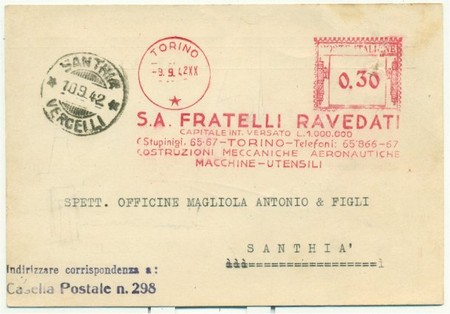 TORINO
-9.9.42XX
POSTE ITALIANE
0.30
SANTHIA
10.9.42
VERCELLI
S.A. FRATELLI RAVEDATI
CAPITALE INT. VERSATO L. 1.000.000
C Stupinigi. 65-67-TORINO-Telefoni: 65'866-67
COSTRUZIONI MECCANICHE AERONAUTICHE
MACCHINE-UTENSILI
SPETT. OFFICINE MAGLIOLA ANTONIO & FIGLI
SANTHIA'
Indirizzare corrispondenza a:
Casella Postale n. 298